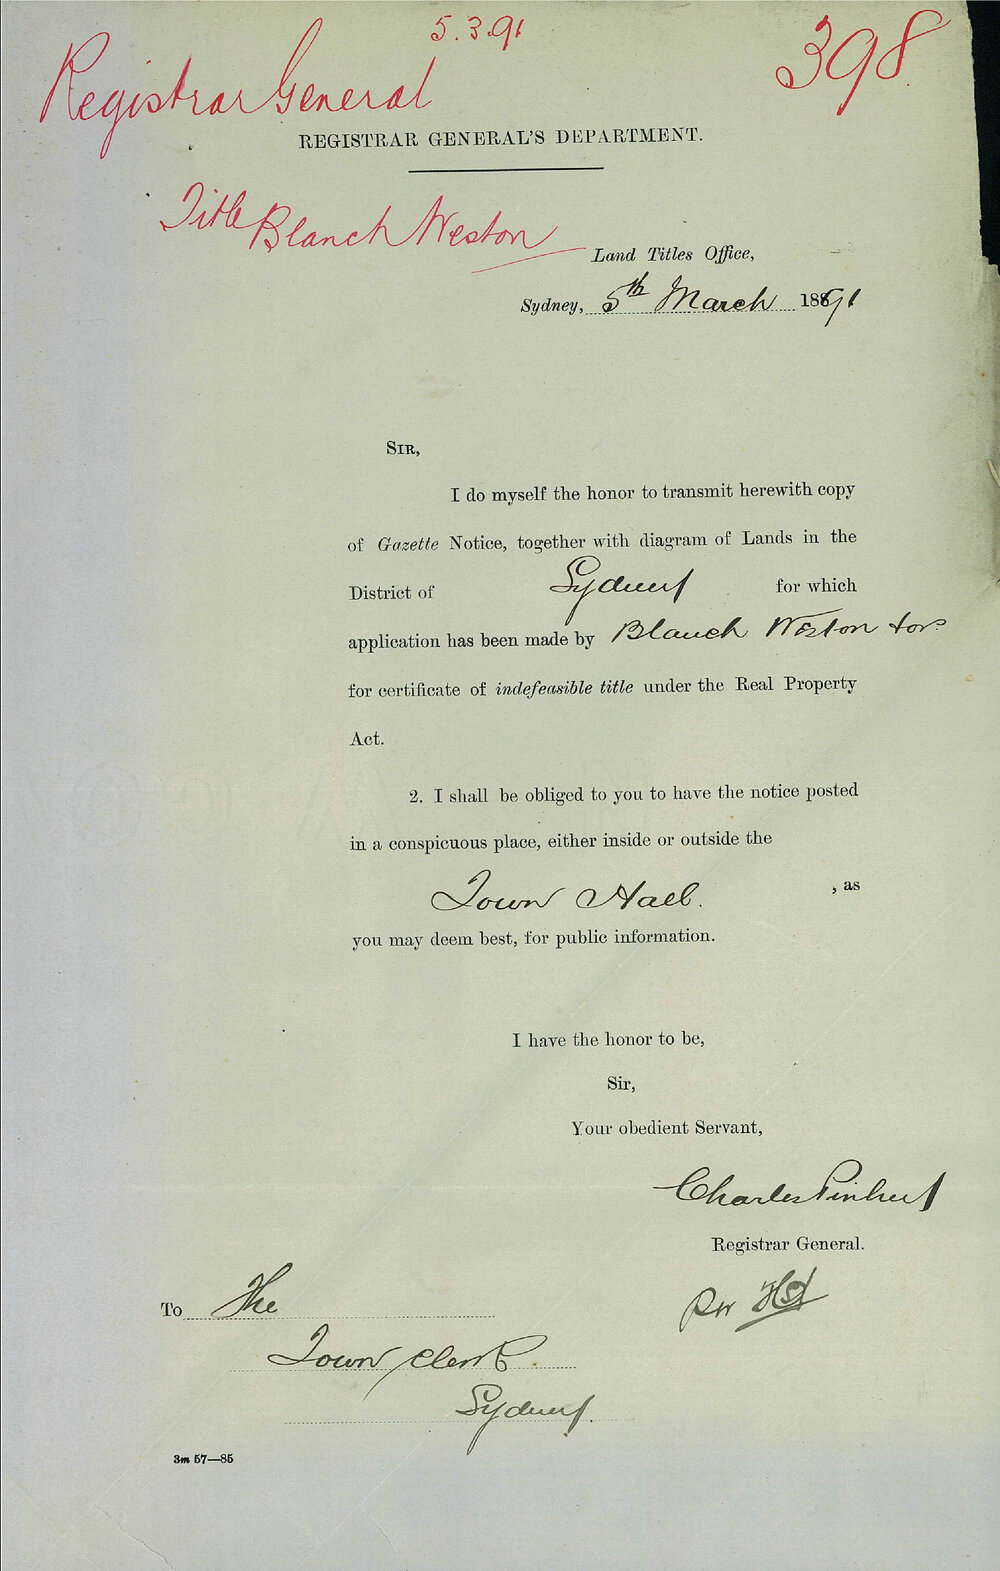 5.3.91
398
Registrar General
REGISTRAR GENERAL'S DEPARTMENT.
Title Blanch Weston
Land Titles Office,
Sydney, 5th March 1891
SIR,
I do myself the honor to transmit herewith copy
of Gazette Notice, together with diagram of Lands in the
District of Sydney for which
application has been made by Blanch Weston & ors
for certificate of indefeasible title under the Real Property
Act.
2. I shall be obliged to you to have the notice posted
in a conspicuous place, either inside or outside the
Town Hall. , as
you may deem best, for public information.
I have the honor to be,
Sir,
Your obedient Servant,
Charles Pinhey
Registrar General.
per
To The
Town Clerk
Sydney.
3m 57—85